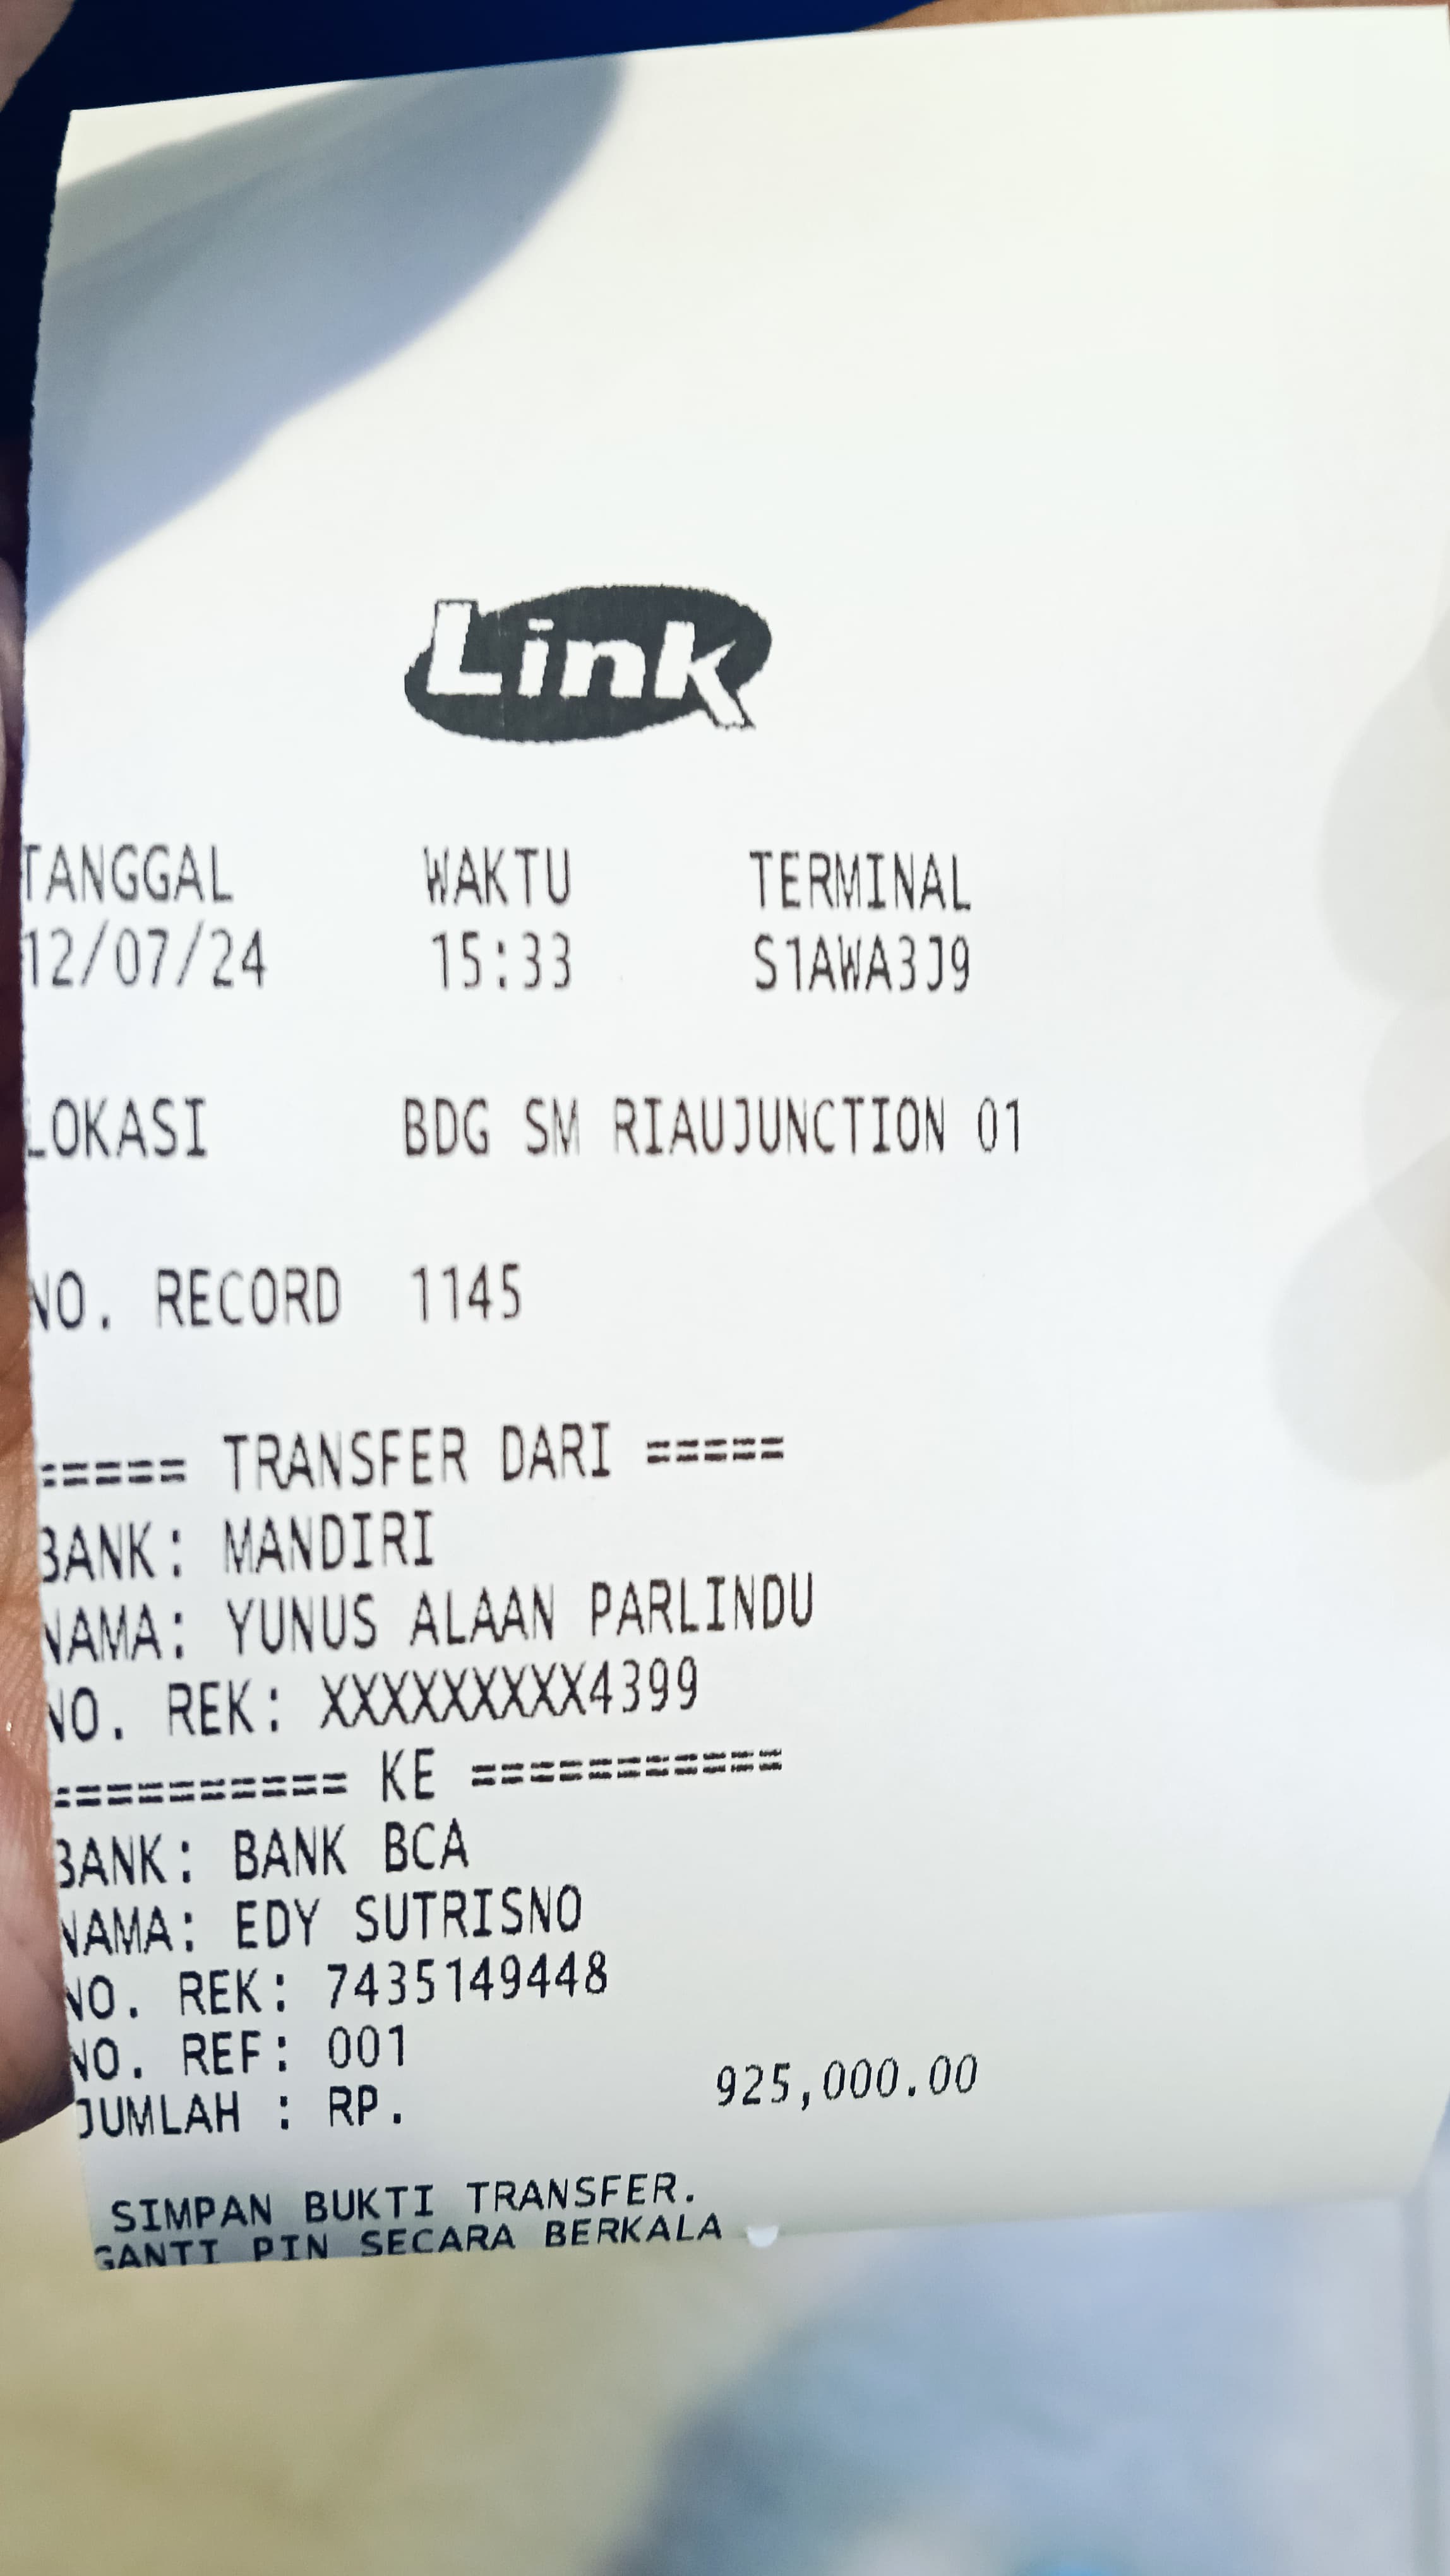 Link
TANGGAL WAKTU TERMINAL
12/07/24 15:33 S1AWA3J9
LOKASI BDG SM RIAUJUNCTION 01
NO. RECORD 1145
===== TRANSFER DARI =====
BANK: MANDIRI
NAMA: YUNUS ALAAN PARLINDU
NO. REK: XXXXXXXXX4399
========== KE ===========
BANK: BANK BCA
NAMA: EDY SUTRISNO
NO. REK: 7435149448
NO. REF: 001
JUMLAH : RP. 925,000.00
SIMPAN BUKTI TRANSFER.
GANTI PIN SECARA BERKALA